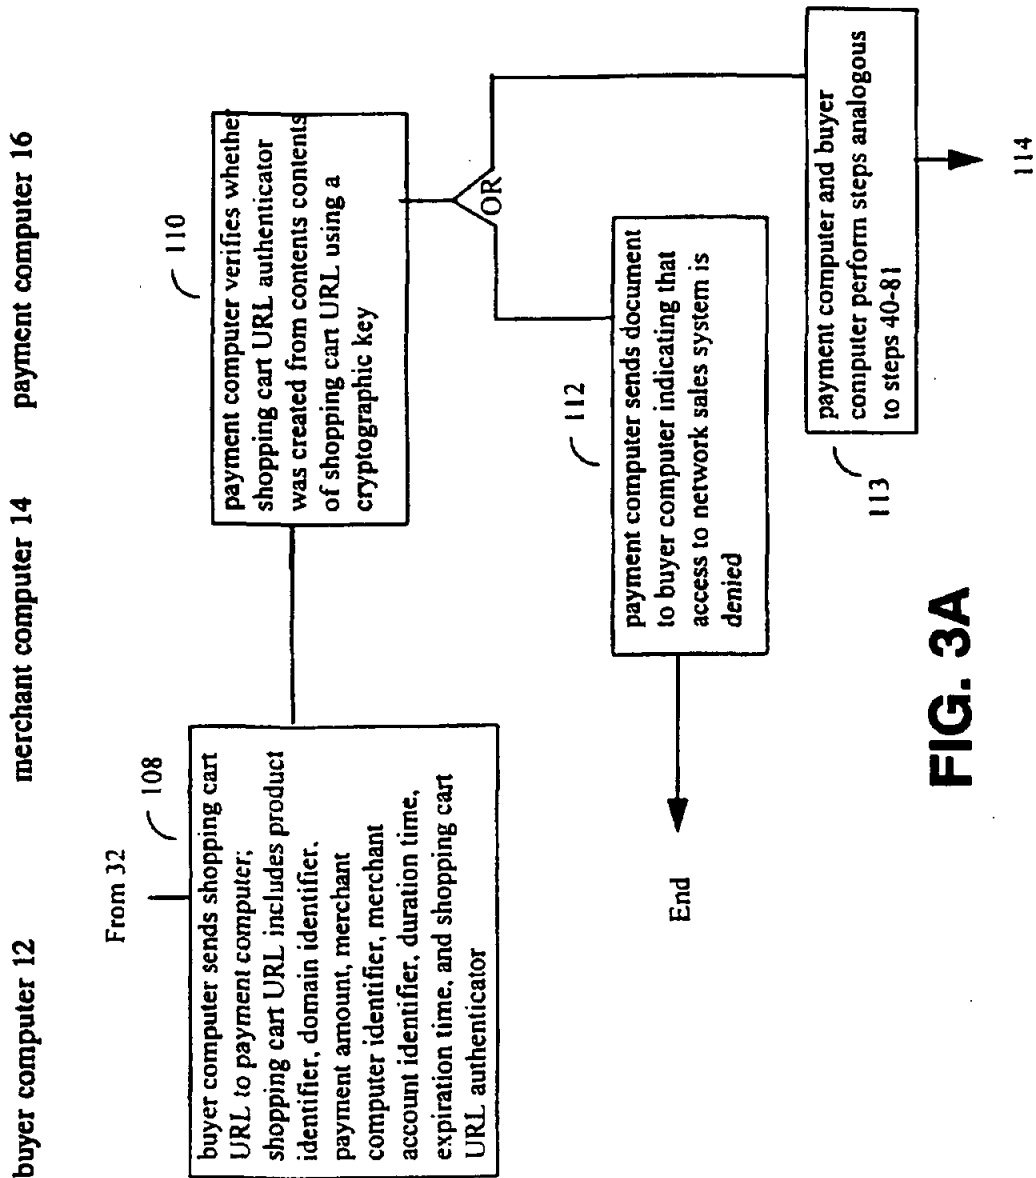 buyer computer 12
merchant computer 14
payment computer 16
From 32
108
buyer computer sends shopping cart
URL to payment computer;
shopping cart URL includes product
identifier, domain identifier,
payment amount, merchant
computer identifier, merchant
account identifier, duration time,
expiration time, and shopping cart
URL authenticator
110
payment computer verifies whether
shopping cart URL authenticator
was created from contents contents
of shopping cart URL using a
cryptographic key
OR
112
payment computer sends document
to buyer computer indicating that
access to network sales system is
denied
End
113
payment computer and buyer
computer perform steps analogous
to steps 40-81
114
FIG. 3A